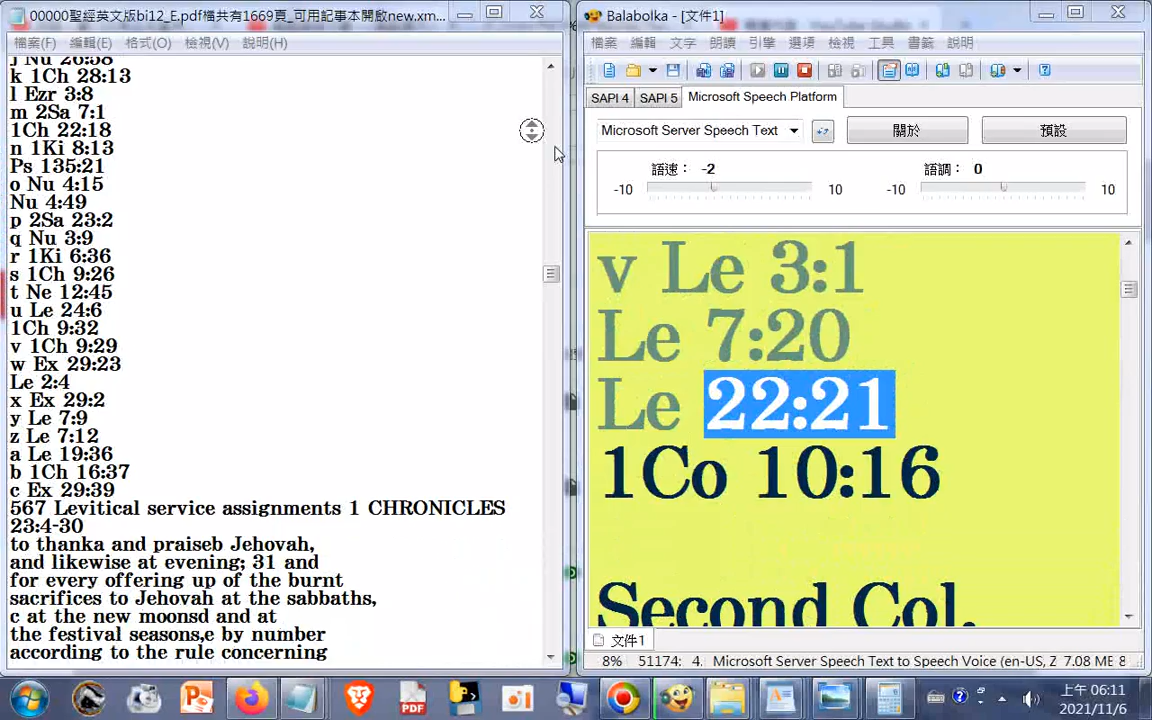 00000聖經英文版bi12_E.pdf檔共有1669頁_可用記事本開啟new.xm...
檔案(F) 編輯(E) 格式(O) 檢視(V) 說明(H)
j Nu 26:58
k 1Ch 28:13
l Ezr 3:8
m 2Sa 7:1
1Ch 22:18
n 1Ki 8:13
Ps 135:21
o Nu 4:15
Nu 4:49
p 2Sa 23:2
q Nu 3:9
r 1Ki 6:36
s 1Ch 9:26
t Ne 12:45
u Le 24:6
1Ch 9:32
v 1Ch 9:29
w Ex 29:23
Le 2:4
x Ex 29:2
y Le 7:9
z Le 7:12
a Le 19:36
b 1Ch 16:37
c Ex 29:39
567 Levitical service assignments 1 CHRONICLES
23:4-30
to thanka and praiseb Jehovah,
and likewise at evening; 31 and
for every offering up of the burnt
sacrifices to Jehovah at the sabbaths,
c at the new moonsd and at
the festival seasons,e by number
according to the rule concerning
Balabolka - [文件1]
檔案 編輯 文字 朗讀 引擎 選項 檢視 工具 書籤 說明
SAPI 4 SAPI 5 Microsoft Speech Platform
Microsoft Server Speech Text 關於 預設
語速： -2 語調： 0
-10 10 -10 10
v Le 3:1
Le 7:20
Le 22:21
1Co 10:16
Second Col.
文件1
8% 51174: 4. Microsoft Server Speech Text to Speech Voice (en-US, Z 7.08 MB 8
PDF
上午 06:11
2021/11/6